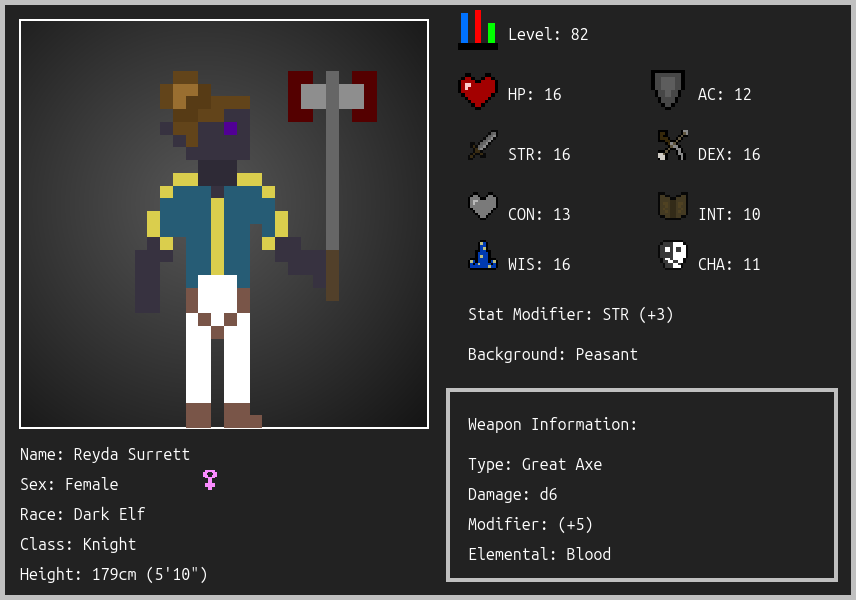 Level: 82
HP: 16
AC: 12
STR: 16
DEX: 16
CON: 13
INT: 10
WIS: 16
CHA: 11
Stat Modifier: STR (+3)
Background: Peasant
Weapon Information:
Type: Great Axe
Damage: d6
Modifier: (+5)
Elemental: Blood
Name: Reyda Surrett
Sex: Female
Race: Dark Elf
Class: Knight
Height: 179cm (5'10")